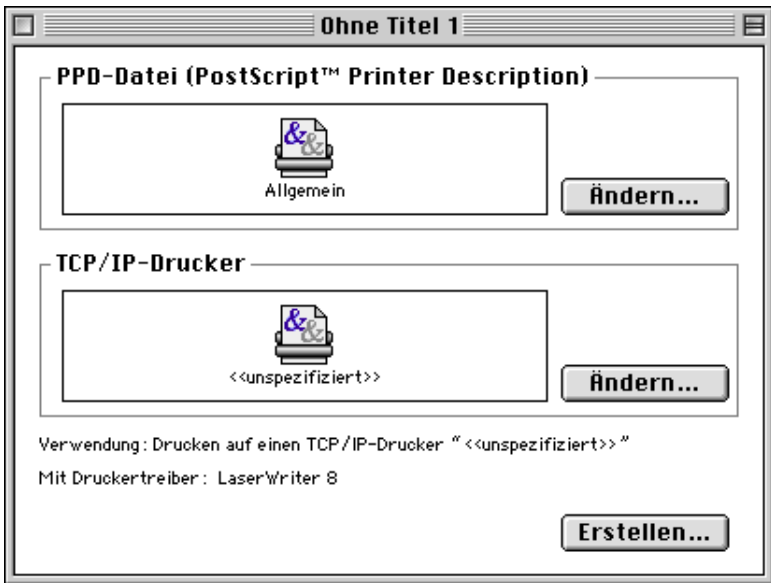 Ohne Titel 1
PPD-Datei (PostScript™ Printer Description)
&&
Allgemein
Ändern...
TCP/IP-Drucker
&&
<<unspezifiziert>>
Ändern...
Verwendung: Drucken auf einen TCP/IP-Drucker “<<unspezifiziert>>”
Mit Druckertreiber: LaserWriter 8
Erstellen...